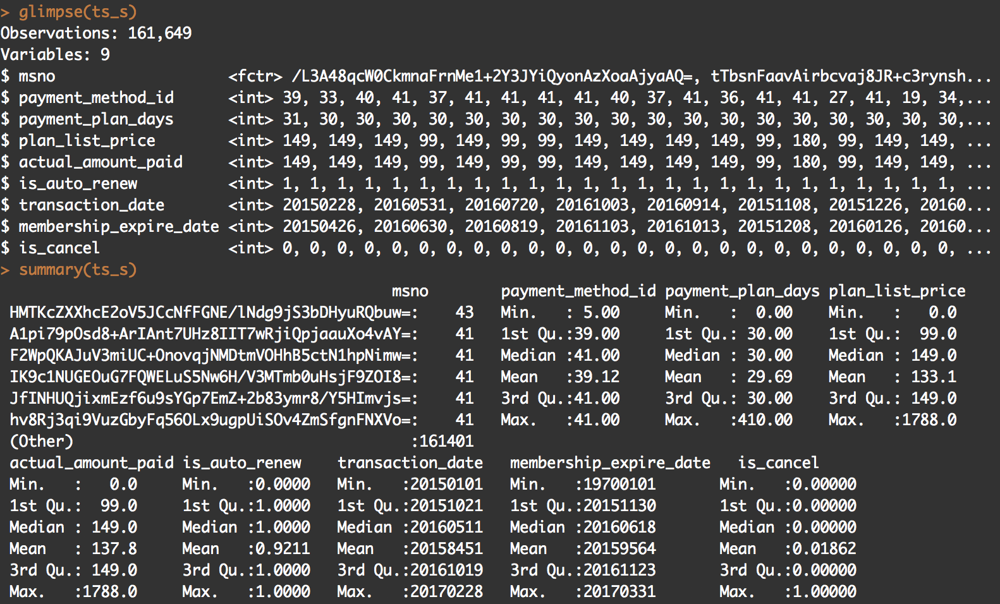 > glimpse(ts_s)
Observations: 161,649
Variables: 9
$ msno                   <fctr> /L3A48qcW0CkmnaFrnMe1+2Y3JYiQyonAzXoaAjyaAQ=, tTbsnFaavAirbcvaj8JR+c3rynsh...
$ payment_method_id      <int> 39, 33, 40, 41, 37, 41, 41, 41, 41, 40, 37, 41, 36, 41, 41, 27, 41, 19, 34,...
$ payment_plan_days      <int> 31, 30, 30, 30, 30, 30, 30, 30, 30, 30, 30, 30, 30, 30, 30, 30, 30, 30, 30,...
$ plan_list_price        <int> 149, 149, 149, 99, 149, 99, 99, 149, 149, 149, 149, 99, 180, 99, 149, 149, ...
$ actual_amount_paid     <int> 149, 149, 149, 99, 149, 99, 99, 149, 149, 149, 149, 99, 180, 99, 149, 149, ...
$ is_auto_renew          <int> 1, 1, 1, 1, 1, 1, 1, 1, 1, 1, 1, 1, 1, 1, 1, 1, 1, 1, 1, 1, 1, 1, 1, 1, 1, ...
$ transaction_date       <int> 20150228, 20160531, 20160720, 20161003, 20160914, 20151108, 20151226, 20160...
$ membership_expire_date <int> 20150426, 20160630, 20160819, 20161103, 20161013, 20151208, 20160126, 20160...
$ is_cancel              <int> 0, 0, 0, 0, 0, 0, 0, 0, 0, 0, 0, 0, 0, 0, 0, 0, 0, 0, 0, 0, 0, 0, 0, 0, 0, ...
> summary(ts_s)
msno payment_method_id payment_plan_days plan_list_price
HMTKcZXXhcE2oV5JCcNfFGNE/lNdg9jS3bDHyuRQbuw=: 43 Min. : 5.00 Min. : 0.00 Min. : 0.0
A1pi79pOsd8+ArIAnt7UHz8IIT7wRjiQpjaauXo4vAY=: 41 1st Qu.:39.00 1st Qu.: 30.00 1st Qu.: 99.0
F2WpQKAJuV3miUC+OnovqjNMDtmVOHhB5ctN1hpNimw=: 41 Median :41.00 Median : 30.00 Median : 149.0
IK9c1NUGEOuG7FQWELuS5Nw6H/V3MTmb0uHsjF9ZOI8=: 41 Mean :39.12 Mean : 29.69 Mean : 133.1
JfINHUQjixmEzf6u9sYGp7EmZ+2b83ymr8/Y5HImvjs=: 41 3rd Qu.:41.00 3rd Qu.: 30.00 3rd Qu.: 149.0
hv8Rj3qi9VuzGbyFq56OLx9ugpUiSOv4ZmSfgnFNXVo=: 41 Max. :41.00 Max. :410.00 Max. :1788.0
(Other) :161401
actual_amount_paid is_auto_renew transaction_date membership_expire_date is_cancel
Min. : 0.0 Min. :0.0000 Min. :20150101 Min. :19700101 Min. :0.00000
1st Qu.: 99.0 1st Qu.:1.0000 1st Qu.:20151021 1st Qu.:20151130 1st Qu.:0.00000
Median : 149.0 Median :1.0000 Median :20160511 Median :20160618 Median :0.00000
Mean : 137.8 Mean :0.9211 Mean :20158451 Mean :20159564 Mean :0.01862
3rd Qu.: 149.0 3rd Qu.:1.0000 3rd Qu.:20161019 3rd Qu.:20161123 3rd Qu.:0.00000
Max. :1788.0 Max. :1.0000 Max. :20170228 Max. :20170331 Max. :1.00000